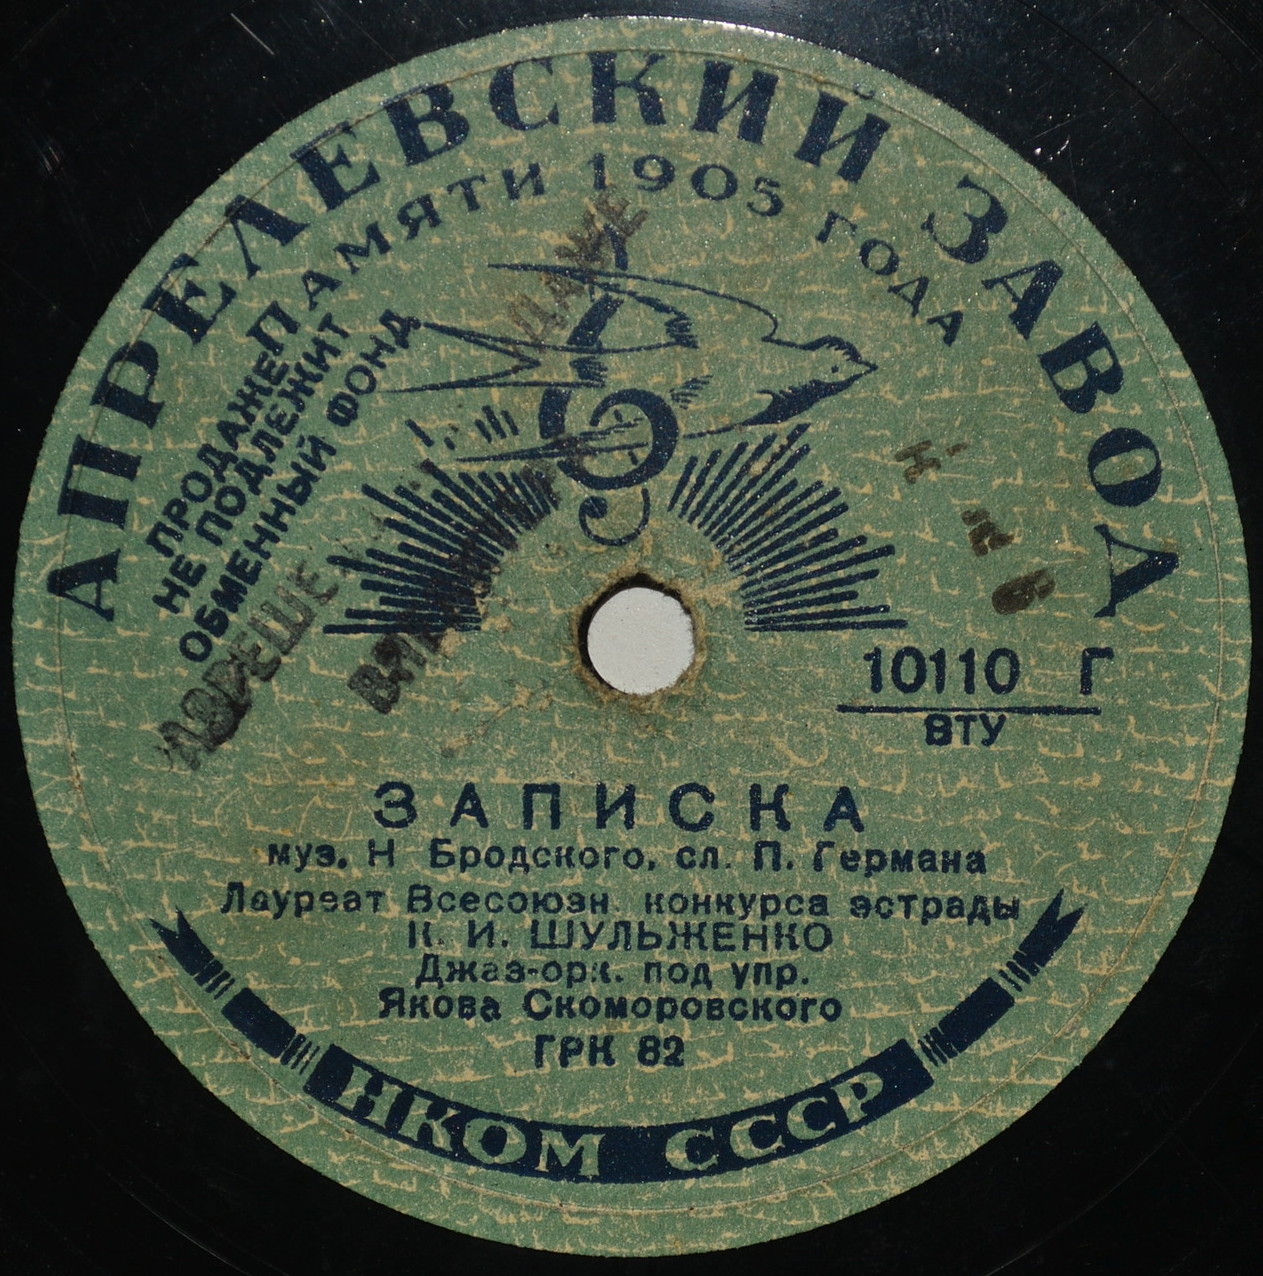 АПРЕЛЕВСКИЙ ЗАВОД
ПАМЯТИ 1905 ГОДА
ПРОДАЖЕ
НЕ ПОДЛЕЖИТ
ОБМЕННЫЙ ФОНД
10110 Г
ВТУ
ЗАПИСКА
муз. Н Бродского, сл. П. Германа
Лауреат Всесоюзн. конкурса эстрады
К. И. ШУЛЬЖЕНКО
Джаз-орк. под упр.
Якова Скоморовского
ГРК 82
НКОМ СССР